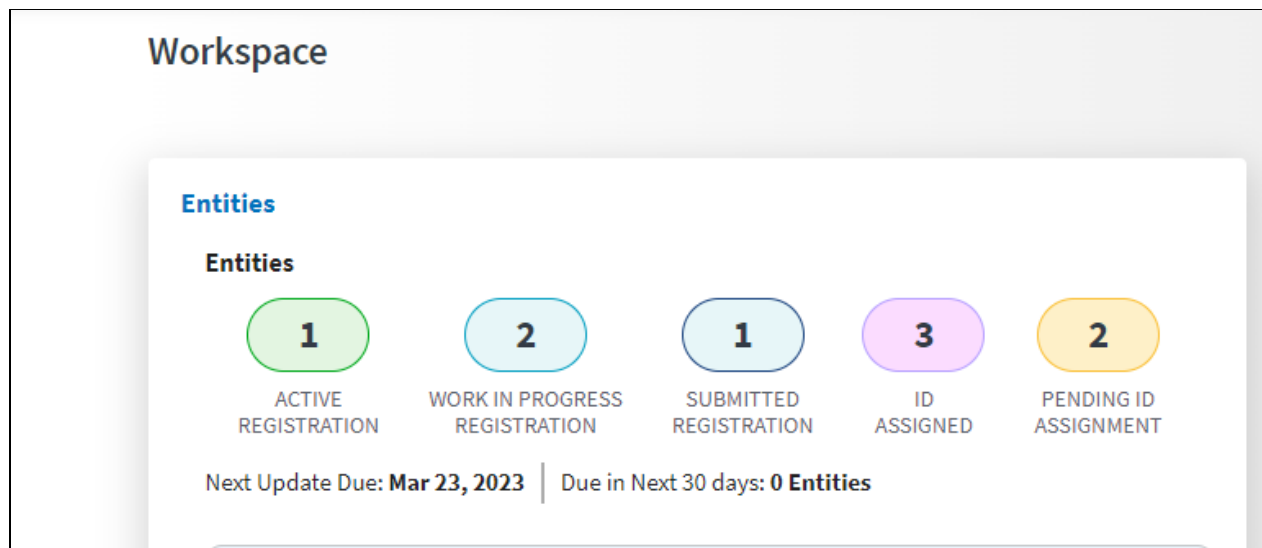 Workspace
Entities
Entities
1 2 1 3 2
ACTIVE WORK IN PROGRESS SUBMITTED ID PENDING ID
REGISTRATION REGISTRATION REGISTRATION ASSIGNED ASSIGNMENT
Next Update Due: Mar 23, 2023 Due in Next 30 days: 0 Entities